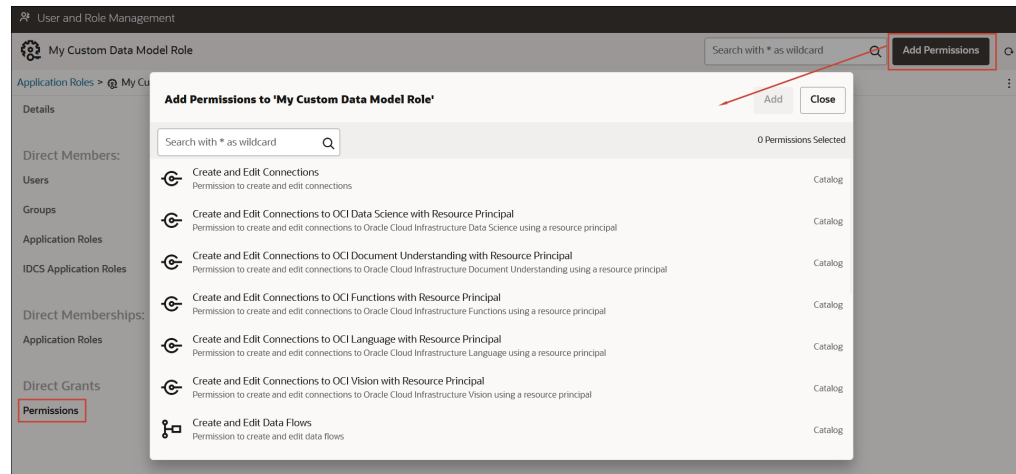 User and Role Management
My Custom Data Model Role
Search with * as wildcard
Add Permissions
Application Roles > My Cu
Details
Direct Members:
Users
Groups
Application Roles
IDCS Application Roles
Direct Memberships:
Application Roles
Direct Grants
Permissions
Add Permissions to 'My Custom Data Model Role'
Add
Close
Search with * as wildcard
0 Permissions Selected
Create and Edit Connections
Permission to create and edit connections
Catalog
Create and Edit Connections to OCI Data Science with Resource Principal
Permission to create and edit connections to Oracle Cloud Infrastructure Data Science using a resource principal
Catalog
Create and Edit Connections to OCI Document Understanding with Resource Principal
Permission to create and edit connections to Oracle Cloud Infrastructure Document Understanding using a resource principal
Catalog
Create and Edit Connections to OCI Functions with Resource Principal
Permission to create and edit connections to Oracle Cloud Infrastructure Functions using a resource principal
Catalog
Create and Edit Connections to OCI Language with Resource Principal
Permission to create and edit connections to Oracle Cloud Infrastructure Language using a resource principal
Catalog
Create and Edit Connections to OCI Vision with Resource Principal
Permission to create and edit connections to Oracle Cloud Infrastructure Vision using a resource principal
Catalog
Create and Edit Data Flows
Permission to create and edit data flows
Catalog